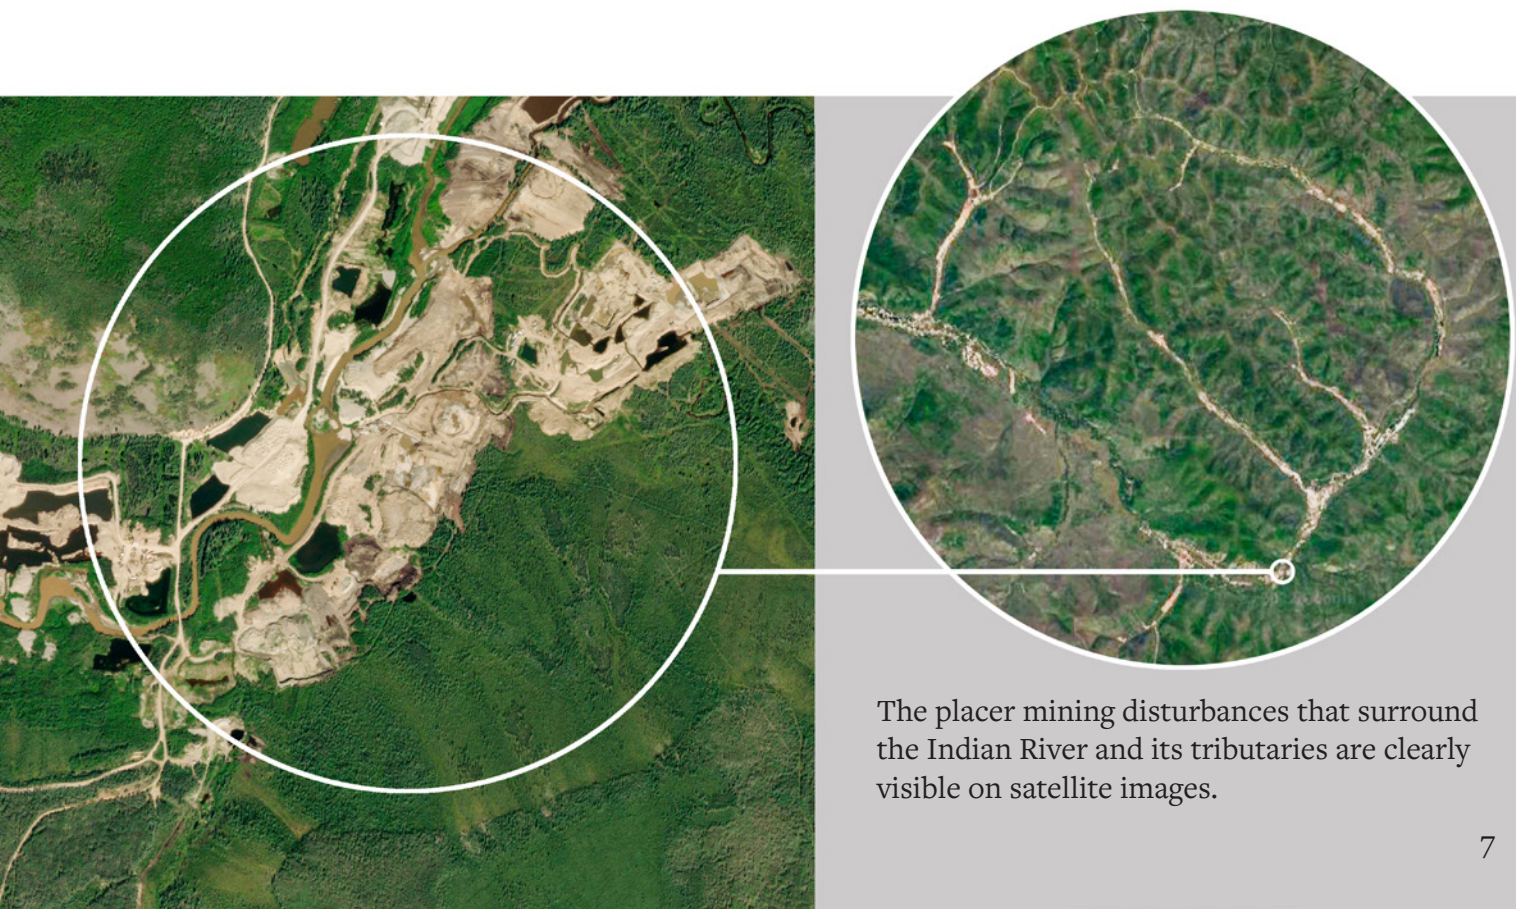 The placer mining disturbances that surround
the Indian River and its tributaries are clearly
visible on satellite images.
7